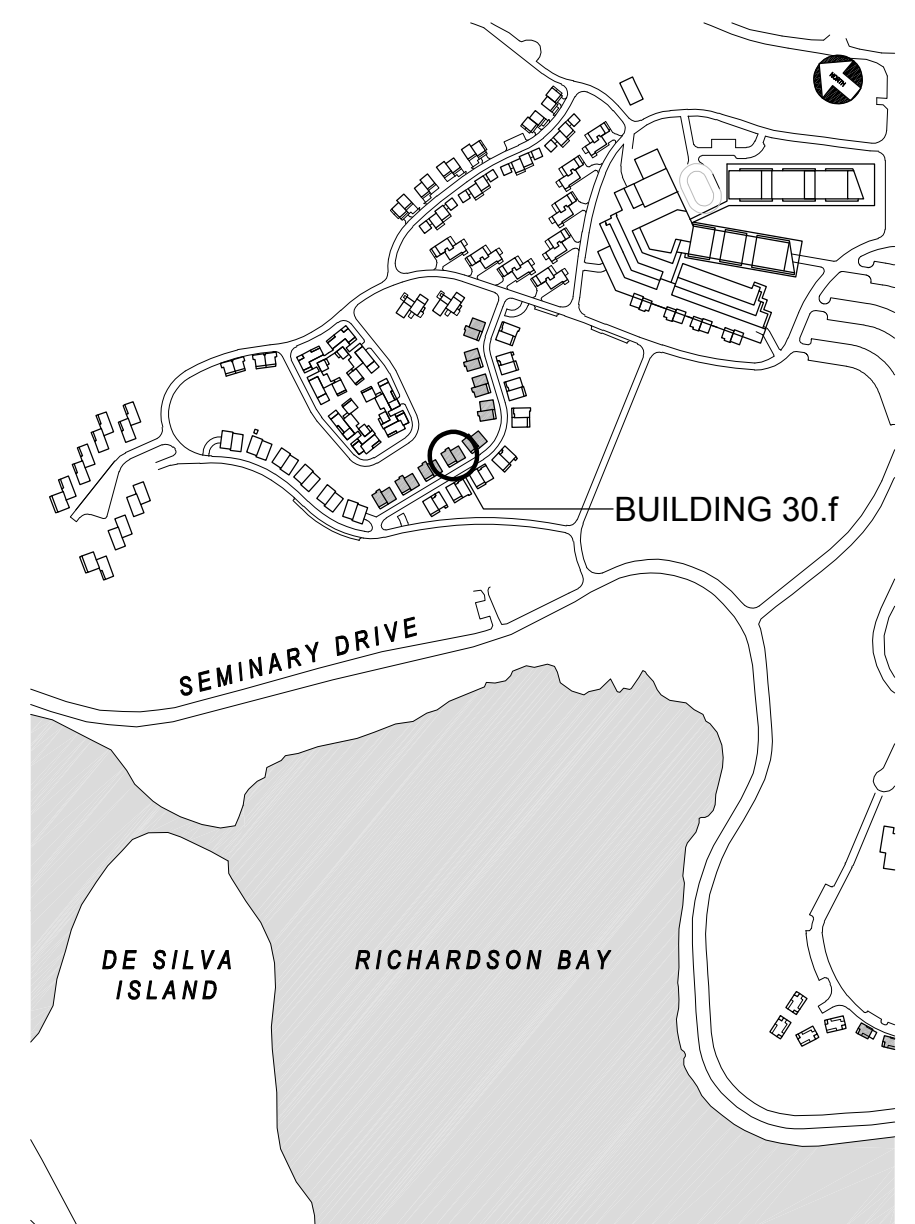 NORTH
BUILDING 30.f
SEMINARY DRIVE
DE SILVA
ISLAND
RICHARDSON BAY